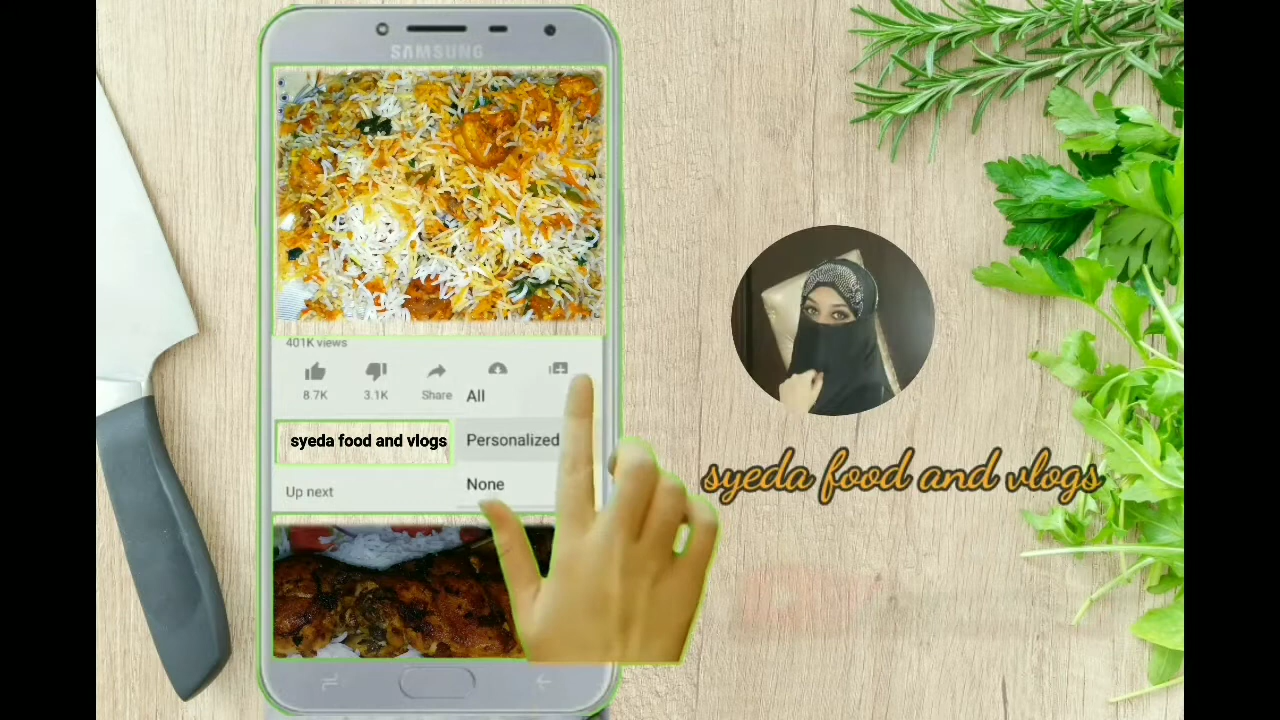 SAMSUNG
401K views
8.7K
3.1K
Share
All
syeda food and vlogs
Personalized
None
Up next
syeda food and vlogs